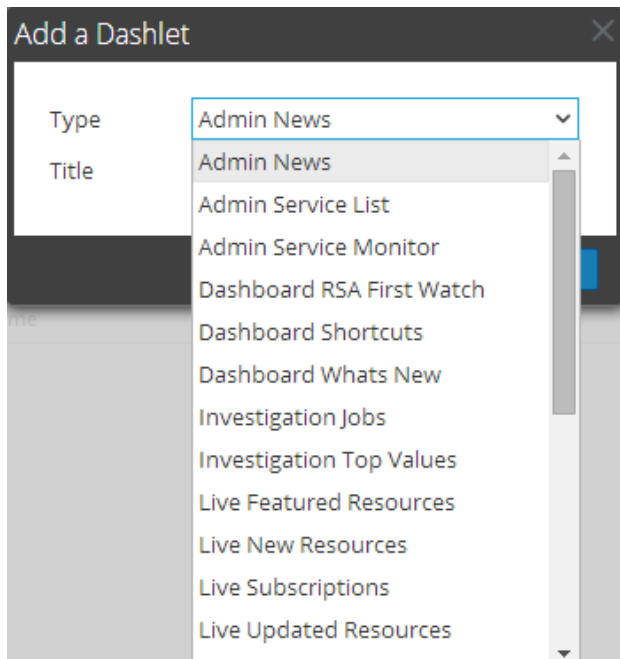 Add a Dashlet
Type
Admin News
Title
Admin News
Admin Service List
Admin Service Monitor
Dashboard RSA First Watch
Dashboard Shortcuts
Dashboard Whats New
Investigation Jobs
Investigation Top Values
Live Featured Resources
Live New Resources
Live Subscriptions
Live Updated Resources